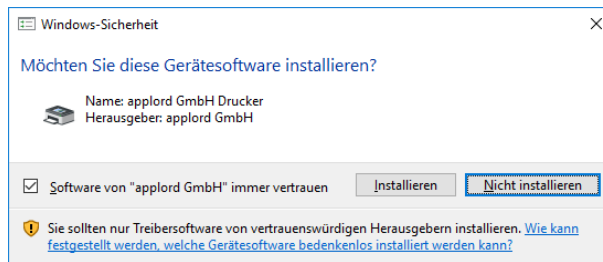 Windows-Sicherheit
Möchten Sie diese Gerätesoftware installieren?
Name: applord GmbH Drucker
Herausgeber: applord GmbH
Software von "applord GmbH" immer vertrauen
Installieren
Nicht installieren
Sie sollten nur Treibersoftware von vertrauenswürdigen Herausgebern installieren. Wie kann
festgestellt werden, welche Gerätesoftware bedenkenlos installiert werden kann?